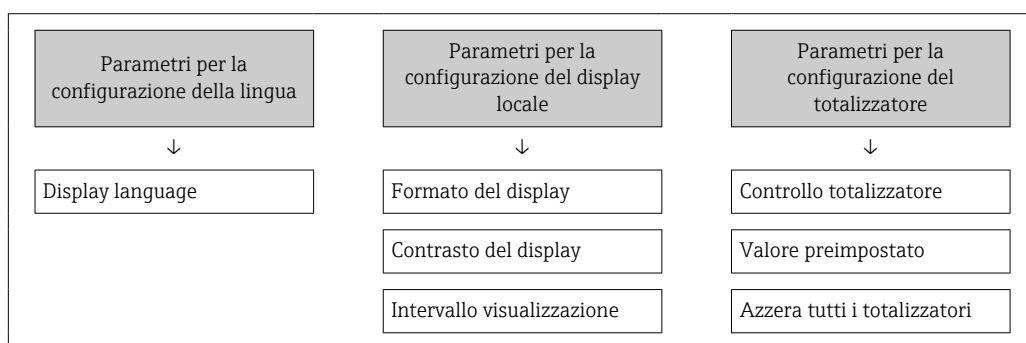 Parametri per la
configurazione della lingua
↓
Display language
Parametri per la
configurazione del display
locale
↓
Formato del display
Contrasto del display
Intervallo visualizzazione
Parametri per la
configurazione del
totalizzatore
↓
Controllo totalizzatore
Valore preimpostato
Azzera tutti i totalizzatori